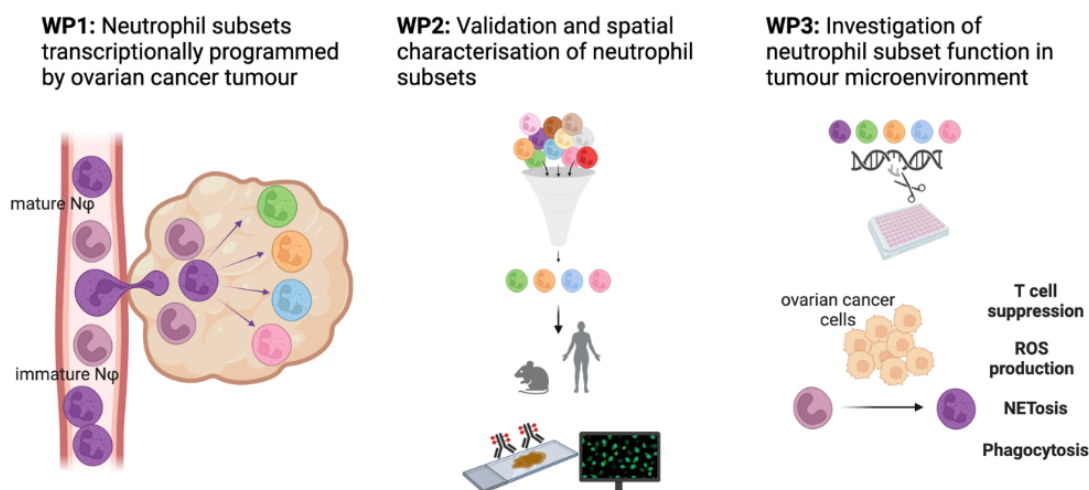 WP1: Neutrophil subsets
transcriptionally programmed
by ovarian cancer tumour
mature Nφ
immature Nφ
WP2: Validation and spatial
characterisation of neutrophil
subsets
WP3: Investigation of
neutrophil subset function in
tumour microenvironment
ovarian cancer
cells
T cell
suppression
ROS
production
NETosis
Phagocytosis